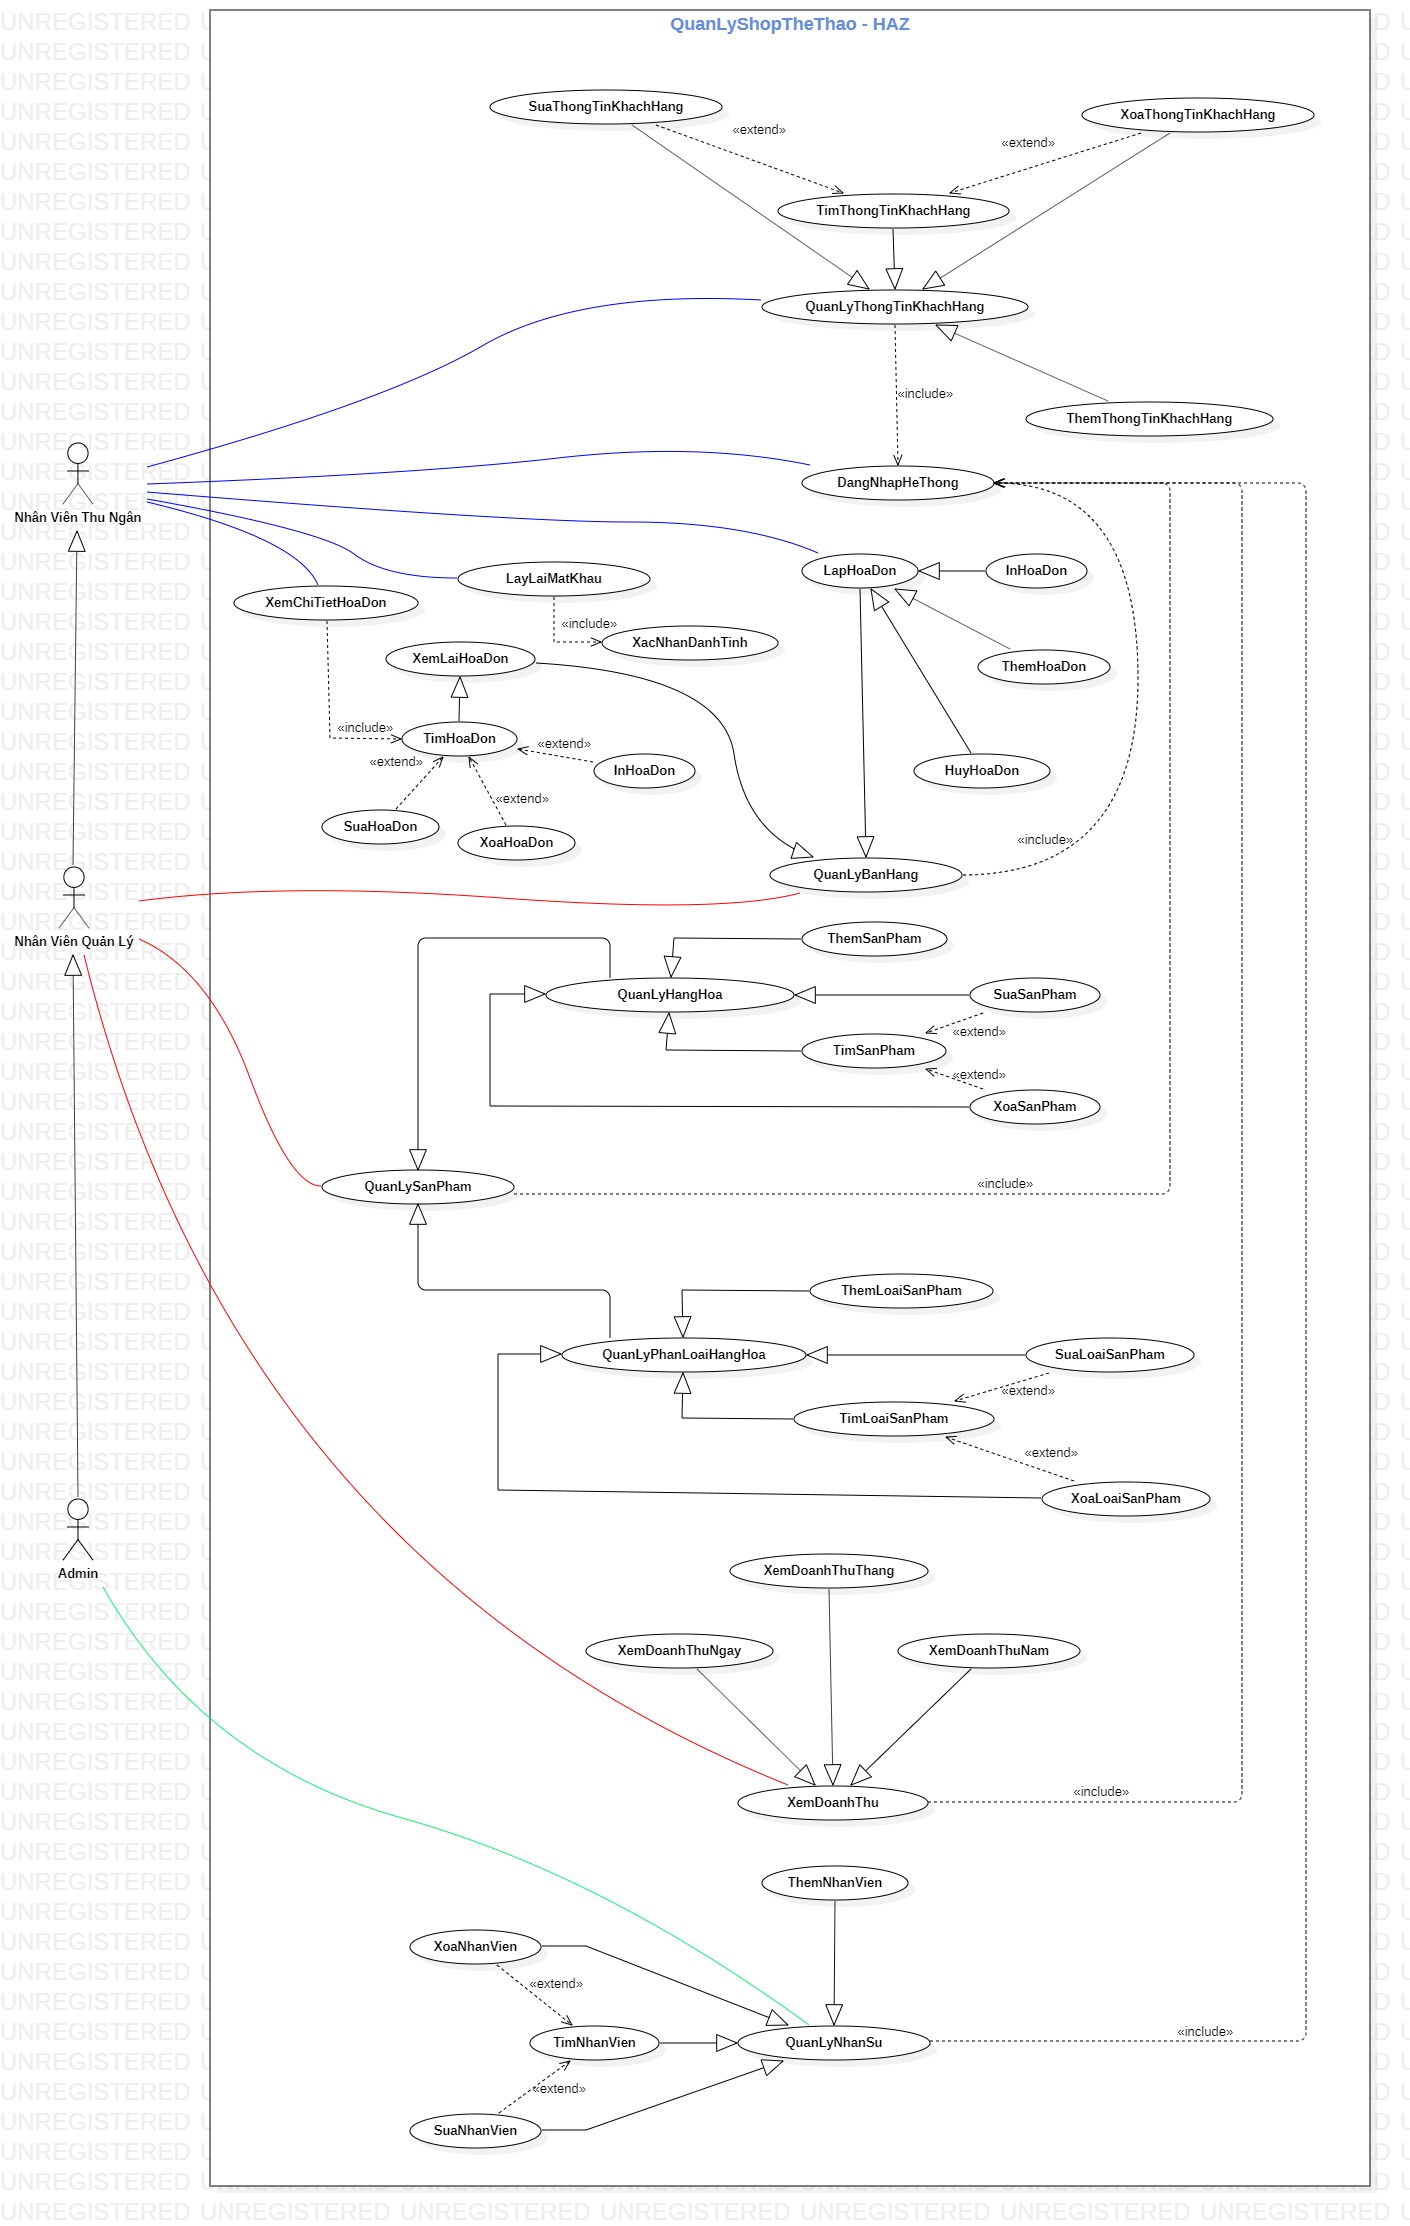 QuanLyShopTheThao - HAZ
SuaThongTinKhachHang
XoaThongTinKhachHang
«extend»
«extend»
TimThongTinKhachHang
QuanLyThongTinKhachHang
«include»
ThemThongTinKhachHang
DangNhapHeThong
Nhân Viên Thu Ngân
LapHoaDon
InHoaDon
LayLaiMatKhau
XemChiTietHoaDon
«include»
XacNhanDanhTinh
XemLaiHoaDon
ThemHoaDon
«include»
TimHoaDon
«extend»
«extend»
InHoaDon
HuyHoaDon
«extend»
SuaHoaDon
XoaHoaDon
«include»
QuanLyBanHang
Nhân Viên Quản Lý
ThemSanPham
QuanLyHangHoa
SuaSanPham
«extend»
TimSanPham
«extend»
XoaSanPham
QuanLySanPham
«include»
ThemLoaiSanPham
QuanLyPhanLoaiHangHoa
SuaLoaiSanPham
«extend»
TimLoaiSanPham
«extend»
XoaLoaiSanPham
Admin
XemDoanhThuThang
XemDoanhThuNgay
XemDoanhThuNam
XemDoanhThu
«include»
ThemNhanVien
XoaNhanVien
«extend»
TimNhanVien
QuanLyNhanSu
«include»
«extend»
SuaNhanVien
UNREGISTERED UNREGISTERED UNREGISTERED UNREGISTERED UNREGISTERED UNREGISTERED UNREGISTERED